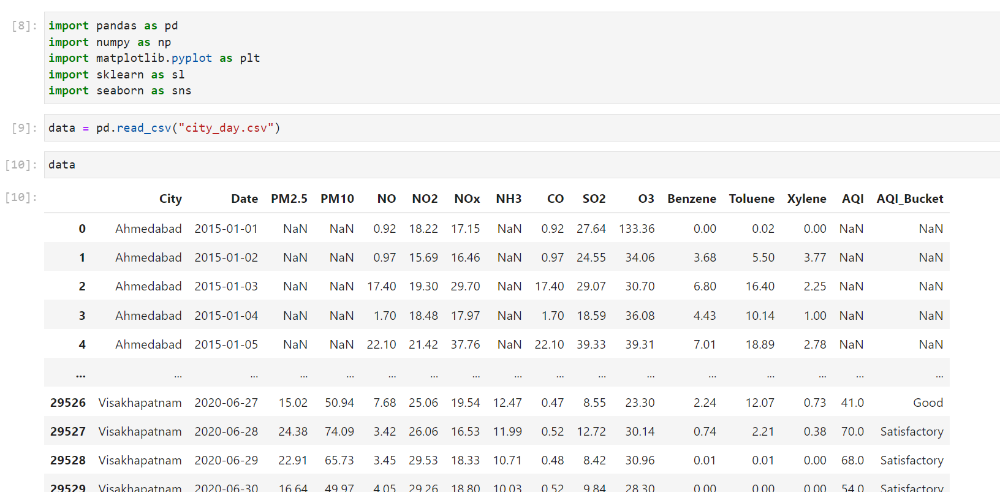 [8]: import pandas as pd
import numpy as np
import matplotlib.pyplot as plt
import sklearn as sl
import seaborn as sns
[9]: data = pd.read_csv("city_day.csv")
[10]: data
[10]: City Date PM2.5 PM10 NO NO2 NOx NH3 CO SO2 O3 Benzene Toluene Xylene AQI AQI_Bucket
0 Ahmedabad 2015-01-01 NaN NaN 0.92 18.22 17.15 NaN 0.92 27.64 133.36 0.00 0.02 0.00 NaN NaN
1 Ahmedabad 2015-01-02 NaN NaN 0.97 15.69 16.46 NaN 0.97 24.55 34.06 3.68 5.50 3.77 NaN NaN
2 Ahmedabad 2015-01-03 NaN NaN 17.40 19.30 29.70 NaN 17.40 29.07 30.70 6.80 16.40 2.25 NaN NaN
3 Ahmedabad 2015-01-04 NaN NaN 1.70 18.48 17.97 NaN 1.70 18.59 36.08 4.43 10.14 1.00 NaN NaN
4 Ahmedabad 2015-01-05 NaN NaN 22.10 21.42 37.76 NaN 22.10 39.33 39.31 7.01 18.89 2.78 NaN NaN
... ... ... ... ... ... ... ... ... ... ... ... ... ... ... ... ...
29526 Visakhapatnam 2020-06-27 15.02 50.94 7.68 25.06 19.54 12.47 0.47 8.55 23.30 2.24 12.07 0.73 41.0 Good
29527 Visakhapatnam 2020-06-28 24.38 74.09 3.42 26.06 16.53 11.99 0.52 12.72 30.14 0.74 2.21 0.38 70.0 Satisfactory
29528 Visakhapatnam 2020-06-29 22.91 65.73 3.45 29.53 18.33 10.71 0.48 8.42 30.96 0.01 0.01 0.00 68.0 Satisfactory
29529 Visakhapatnam 2020-06-30 16.64 49.97 4.05 29.26 18.80 10.03 0.52 9.84 28.30 0.00 0.00 0.00 54.0 Satisfactory